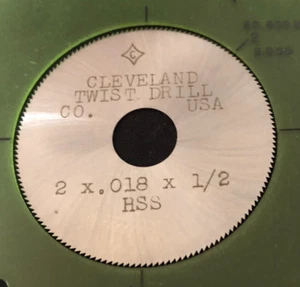 C
CLEVELAND
TWIST DRILL
CO. USA
2 x.018 x 1/2
HSS